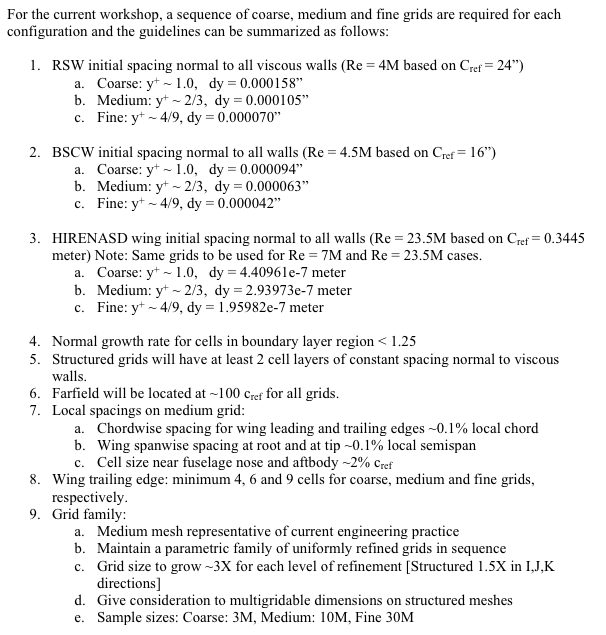 For the current workshop, a sequence of coarse, medium and fine grids are required for each
configuration and the guidelines can be summarized as follows:
1. RSW initial spacing normal to all viscous walls (Re = 4M based on Cref = 24”)
a. Coarse: y+ ~ 1.0, dy = 0.000158”
b. Medium: y+ ~ 2/3, dy = 0.000105”
c. Fine: y+ ~ 4/9, dy = 0.000070”
2. BSCW initial spacing normal to all walls (Re = 4.5M based on Cref = 16”)
a. Coarse: y+ ~ 1.0, dy = 0.000094”
b. Medium: y+ ~ 2/3, dy = 0.000063”
c. Fine: y+ ~ 4/9, dy = 0.000042”
3. HIRENASD wing initial spacing normal to all walls (Re = 23.5M based on Cref = 0.3445
meter) Note: Same grids to be used for Re = 7M and Re = 23.5M cases.
a. Coarse: y+ ~ 1.0, dy = 4.40961e-7 meter
b. Medium: y+ ~ 2/3, dy = 2.93973e-7 meter
c. Fine: y+ ~ 4/9, dy = 1.95982e-7 meter
4. Normal growth rate for cells in boundary layer region < 1.25
5. Structured grids will have at least 2 cell layers of constant spacing normal to viscous
walls.
6. Farfield will be located at ~100 cref for all grids.
7. Local spacings on medium grid:
a. Chordwise spacing for wing leading and trailing edges ~0.1% local chord
b. Wing spanwise spacing at root and at tip ~0.1% local semispan
c. Cell size near fuselage nose and aftbody ~2% cref
8. Wing trailing edge: minimum 4, 6 and 9 cells for coarse, medium and fine grids,
respectively.
9. Grid family:
a. Medium mesh representative of current engineering practice
b. Maintain a parametric family of uniformly refined grids in sequence
c. Grid size to grow ~3X for each level of refinement [Structured 1.5X in I,J,K
directions]
d. Give consideration to multigridable dimensions on structured meshes
e. Sample sizes: Coarse: 3M, Medium: 10M, Fine 30M